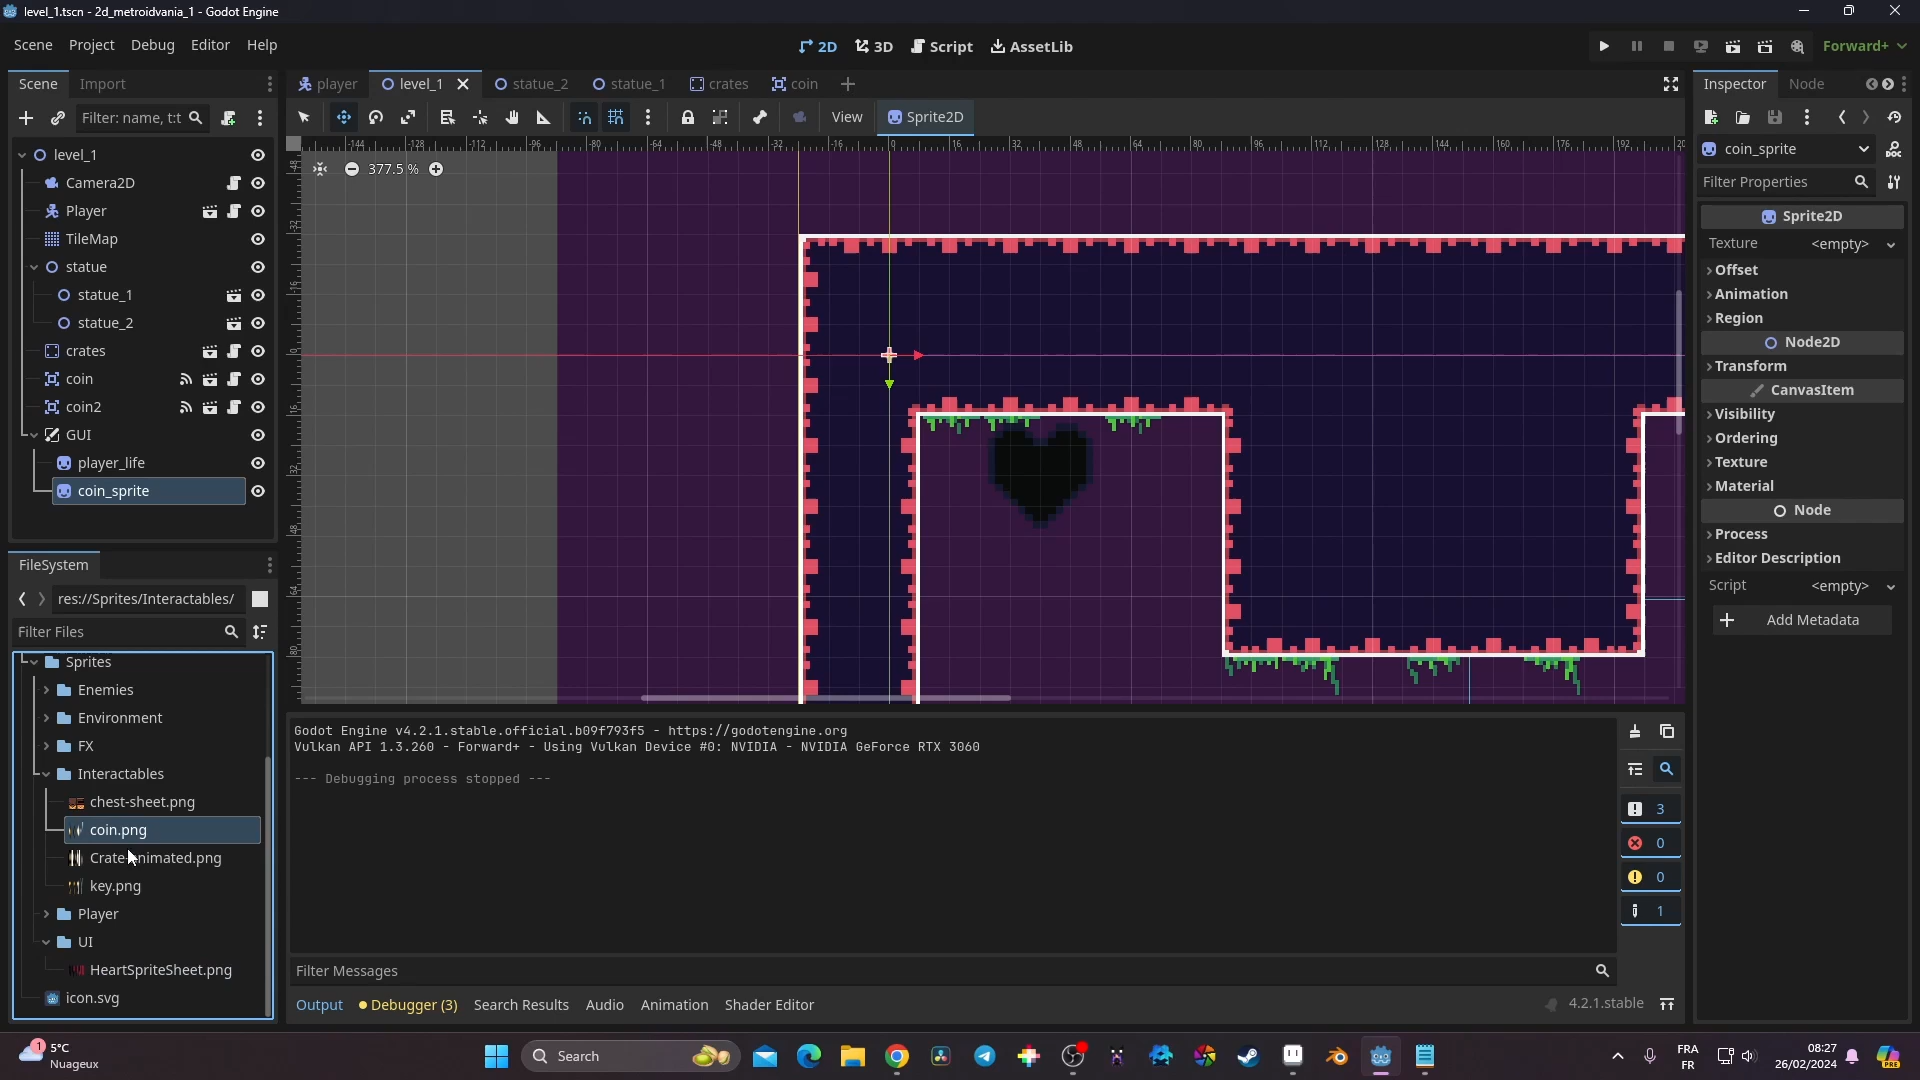 level_1.tscn - 2d_metroidvania_1 - Godot Engine
Scene Project Debug Editor Help
2D 3D Script AssetLib
Forward+
Scene Import
player level_1 statue_2 statue_1 crates coin
Inspector Node
Filter: name, t:t
View Sprite2D
coin_sprite
Filter Properties
377.5 %
level_1
Camera2D
Player
TileMap
statue
statue_1
statue_2
crates
coin
coin2
GUI
player_life
coin_sprite
Sprite2D
Texture <empty>
Offset
Animation
Region
Node2D
Transform
CanvasItem
Visibility
Ordering
Texture
Material
Node
Process
Editor Description
Script <empty>
Add Metadata
FileSystem
res://Sprites/Interactables/
Filter Files
Sprites
Enemies
Environment
FX
Interactables
chest-sheet.png
coin.png
key.png
Player
UI
HeartSpriteSheet.png
icon.svg
Godot Engine v4.2.1.stable.official.b09f793f5 - https://godotengine.org
Vulkan API 1.3.260 - Forward+ - Using Vulkan Device #0: NVIDIA - NVIDIA GeForce RTX 3060
--- Debugging process stopped ---
3
0
0
1
Filter Messages
Output Debugger (3) Search Results Audio Animation Shader Editor
4.2.1.stable
1
5°C
Nuageux
Search
FRA
FR
08:27
26/02/2024